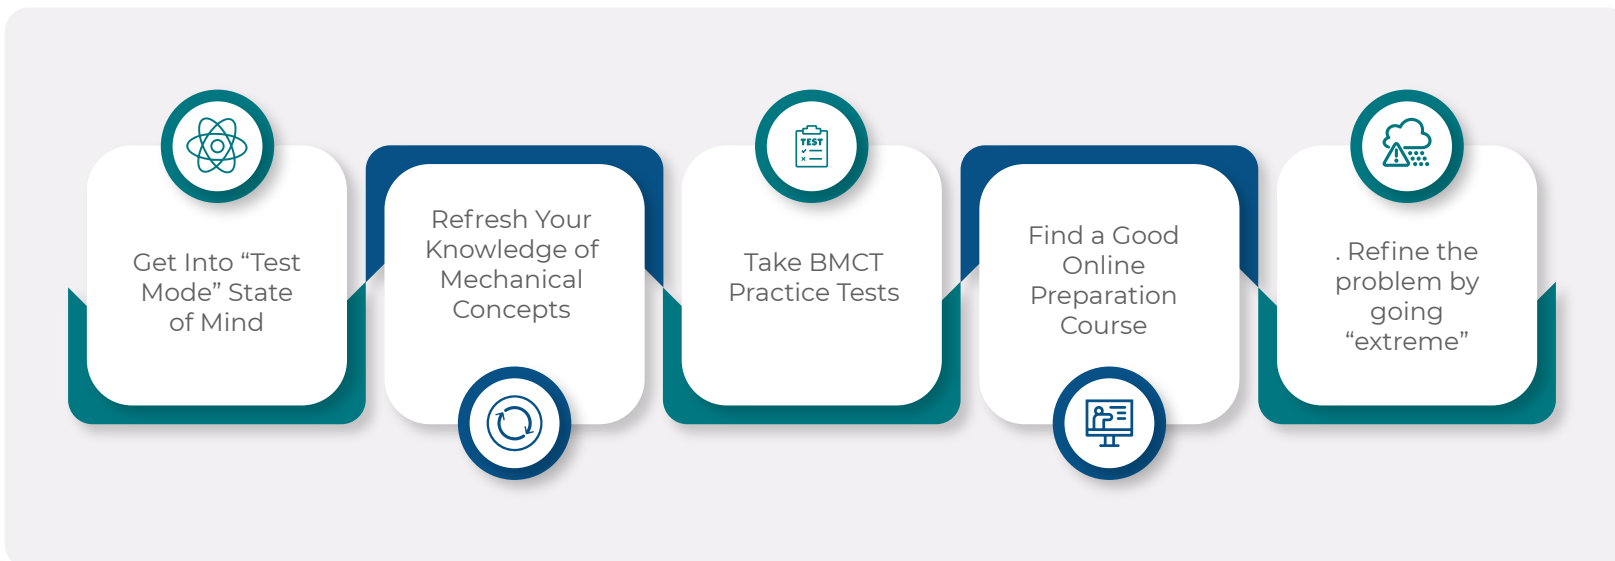 Get Into “Test
Mode” State
of Mind
Refresh Your
Knowledge of
Mechanical
Concepts
TEST
Take BMCT
Practice Tests
Find a Good
Online
Preparation
Course
. Refine the
problem by
going
“extreme”